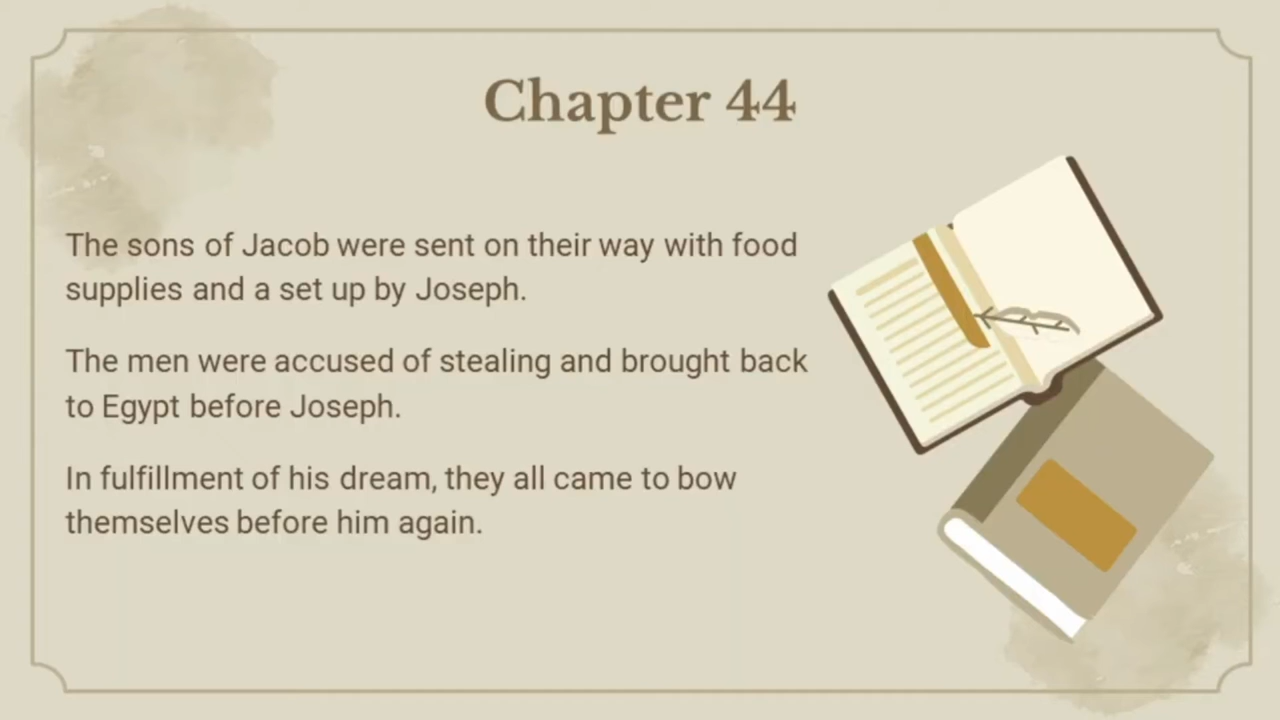 Chapter 44
The sons of Jacob were sent on their way with food
supplies and a set up by Joseph.
The men were accused of stealing and brought back
to Egypt before Joseph.
In fulfillment of his dream, they all came to bow
themselves before him again.